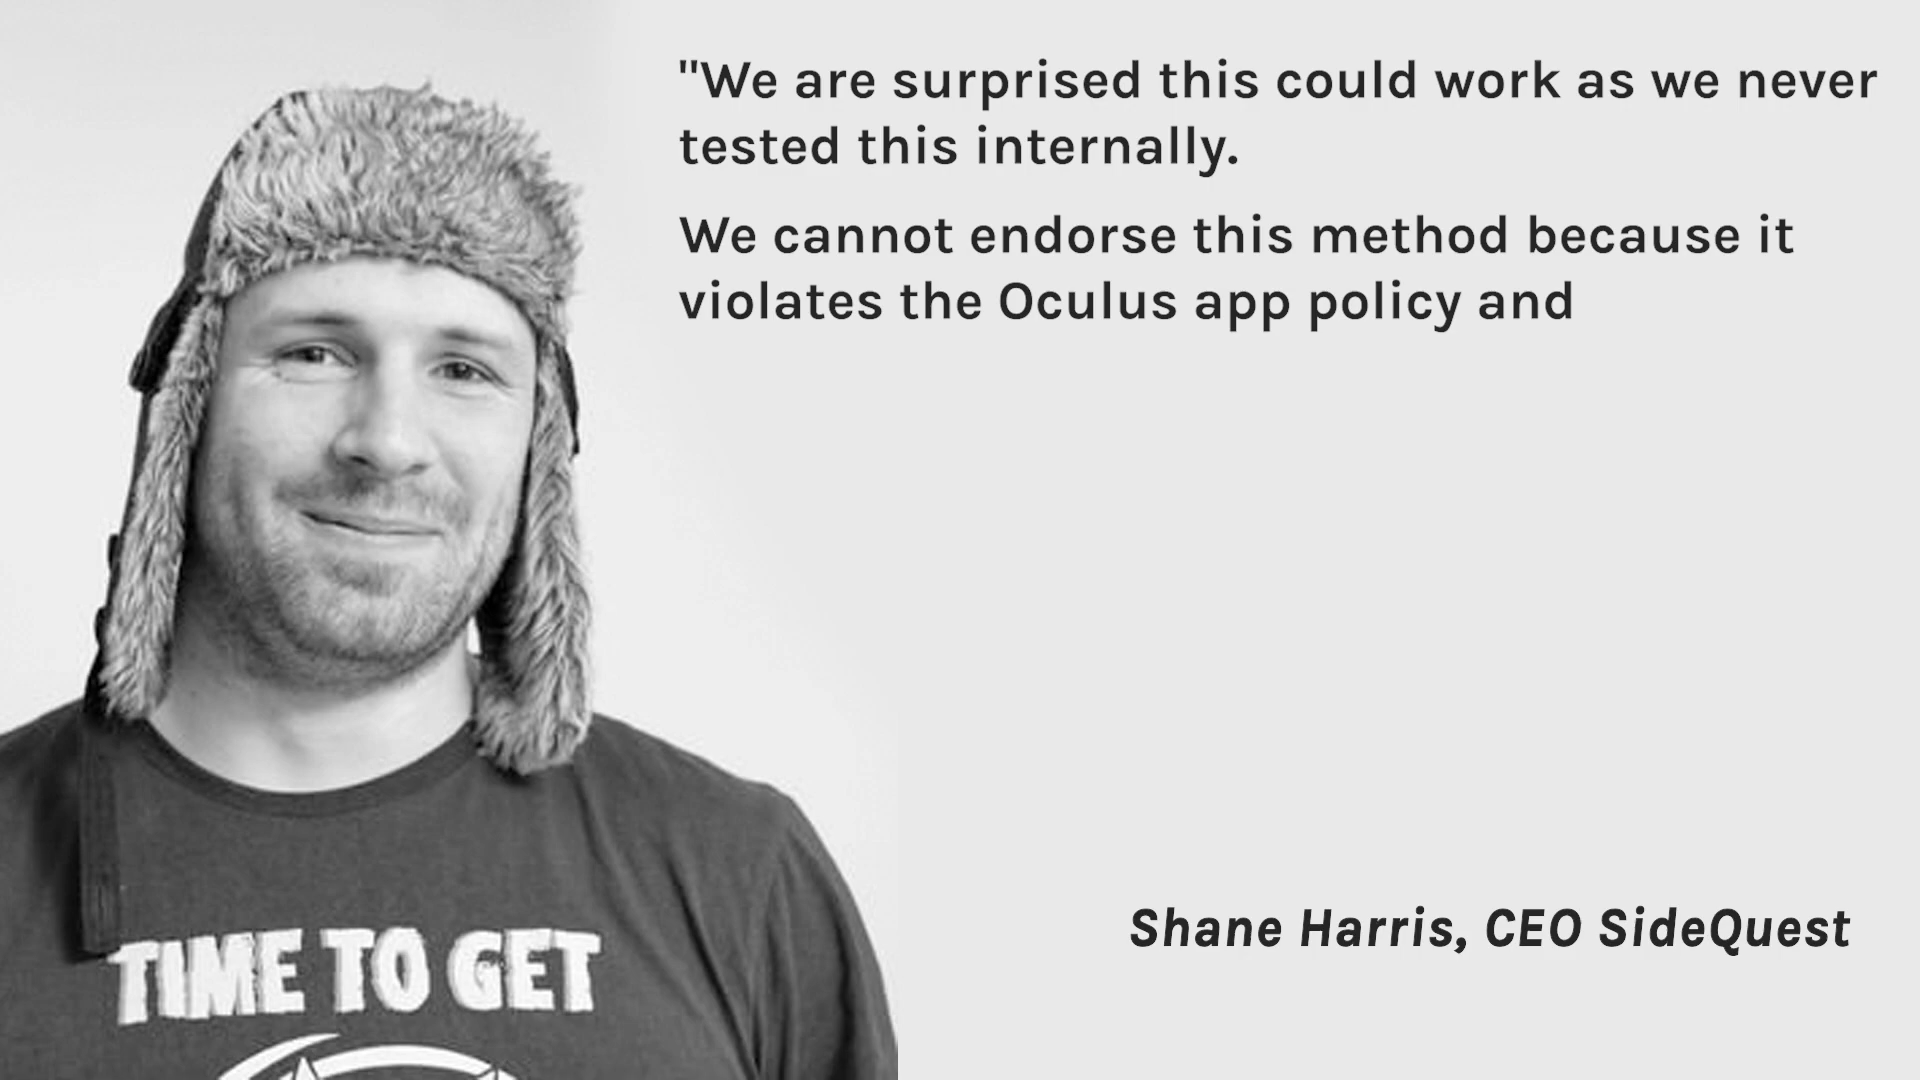 "We are surprised this could work as we never
tested this internally.
We cannot endorse this method because it
violates the Oculus app policy and
Shane Harris, CEO SideQuest
TIME TO GET